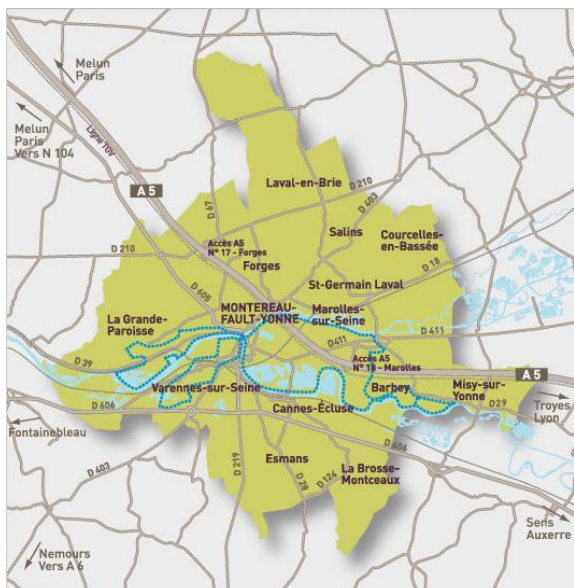 Melun
Paris
Melun
Paris
Vers N 104
Ligne TGV
A 5
D 67
Laval-en-Brie
D 210
D 403
Salins
Courcelles-
en-Bassée
D 210
Accès A5
N° 17 - Forges
Forges
D 18
St-Germain Laval
D 605
La Grande-
Paroisse
MONTEREAU-
FAULT-YONNE
Marolles-
sur-Seine
D411
D 411
Accès A5
N° 18 - Marolles
D 39
A 5
Varennes-sur-Seine
Barbey
Misy-sur-
Yonne
D 606
Cannes-Écluse
D29
Troyes
Lyon
Fontainebleau
D 606
D 403
D 219
Esmans
D 28
D 124
La Brosse-
Montceaux
Sens
Auxerre
Nemours
Vers A 6